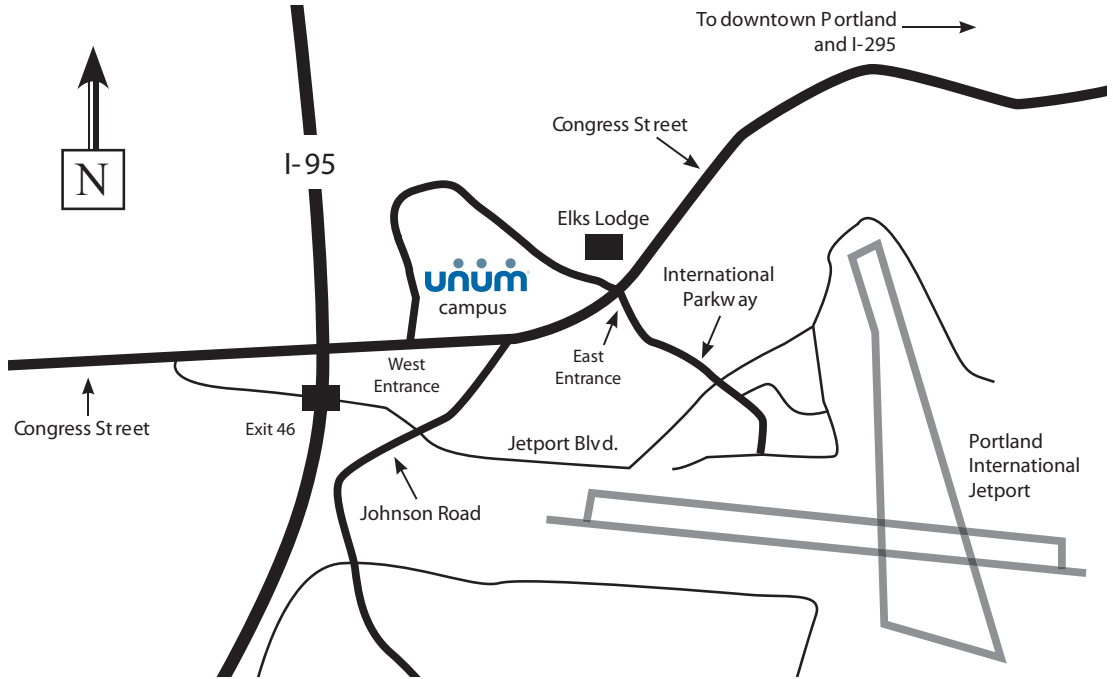 To downtown Portland
and I-295
N
Congress Street
I-95
Elks Lodge
unum
campus
International
Parkway
West
Entrance
East
Entrance
Congress Street
Exit 46
Jetport Blvd.
Portland
International
Jetport
Johnson Road